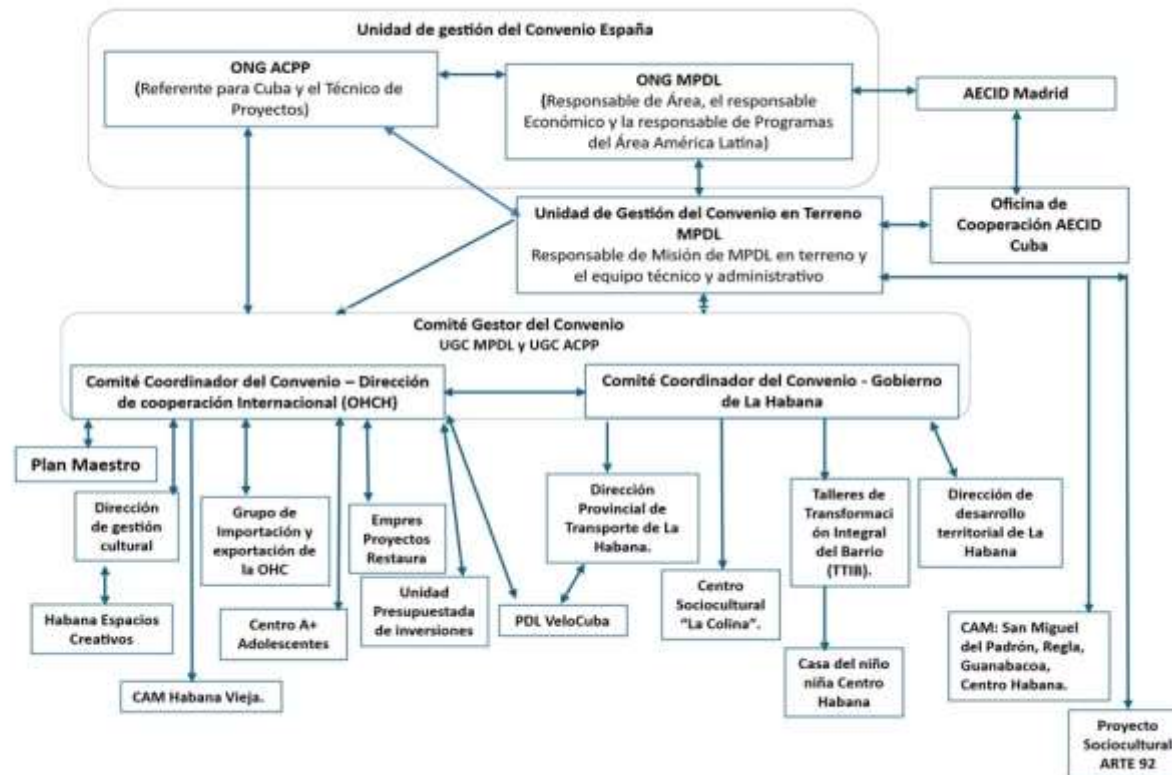 Unidad de gestión del Convenio España
ONG ACPP
(Referente para Cuba y el Técnico de
Proyectos)
ONG MPDL
(Responsable de Área, el responsable
Económico y la responsable de Programas
del Área América Latina)
AECID Madrid
Unidad de Gestión del Convenio en Terreno
MPDL
Responsable de Misión de MPDL en terreno y
el equipo técnico y administrativo
Oficina de
Cooperación AECID
Cuba
Comité Gestor del Convenio
UGC MPDL y UGC ACPP
Comité Coordinador del Convenio – Dirección
de cooperación Internacional (OHCH)
Comité Coordinador del Convenio - Gobierno
de La Habana
Plan Maestro
Dirección
de gestión
cultural
Grupo de
Importación y
exportación de
la OHC
Empres
Proyectos
Restaura
Dirección
Provincial de
Transporte de La
Habana.
Talleres de
Transformaci
ón Integral
del Barrio
(TTIB).
Dirección de
desarrollo
territorial de La
Habana
Habana Espacios
Creativos
Centro A+
Adolescentes
Unidad
Presupuestada
de inversiones
PDL VeloCuba
Centro
Sociocultural
"La Colina".
CAM Habana Vieja.
Casa del niño
niña Centro
Habana
CAM: San Miguel
del Padrón, Regla,
Guanabacoa,
Centro Habana.
Proyecto
Sociocultural
ARTE 92